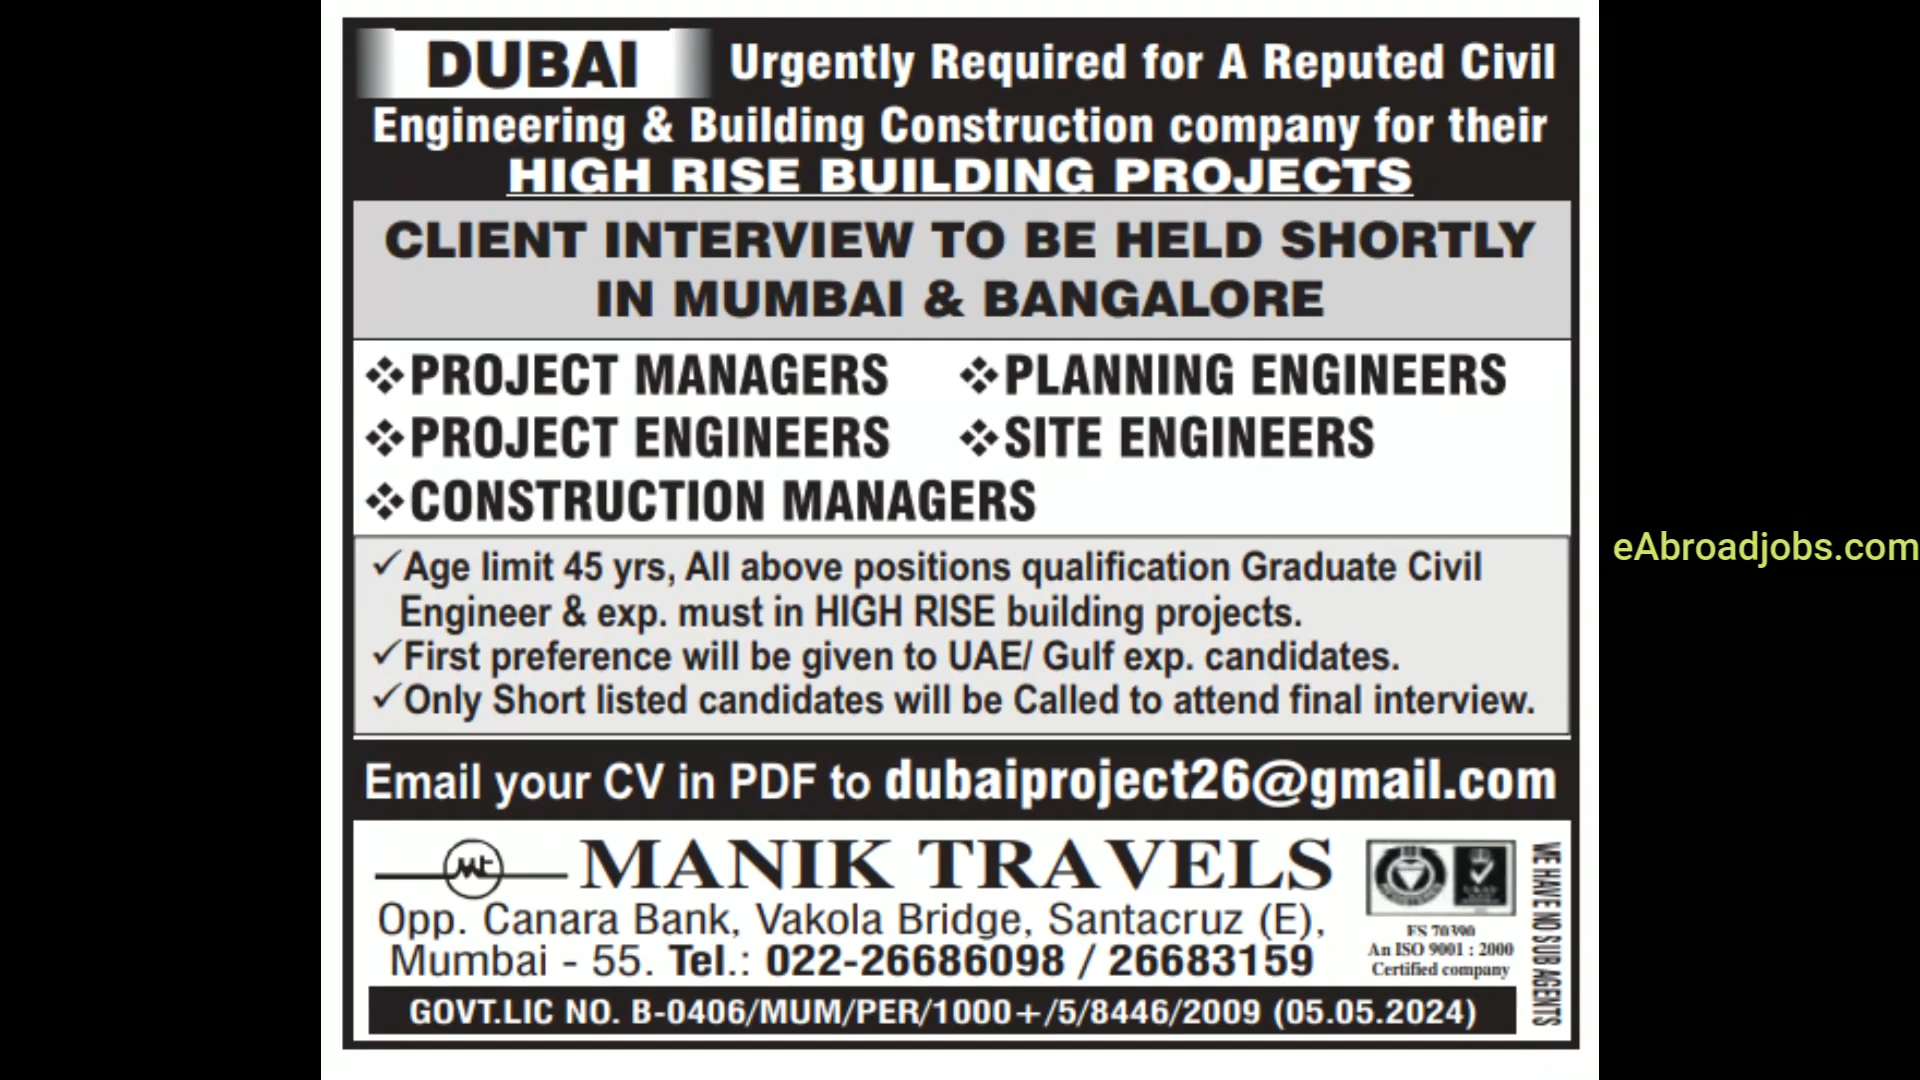 DUBAI Urgently Required for A Reputed Civil
Engineering & Building Construction company for their
HIGH RISE BUILDING PROJECTS
CLIENT INTERVIEW TO BE HELD SHORTLY
IN MUMBAI & BANGALORE
❖PROJECT MANAGERS ❖PLANNING ENGINEERS
❖PROJECT ENGINEERS ❖SITE ENGINEERS
❖CONSTRUCTION MANAGERS
✓Age limit 45 yrs, All above positions qualification Graduate Civil
Engineer & exp. must in HIGH RISE building projects.
✓First preference will be given to UAE/ Gulf exp. candidates.
✓Only Short listed candidates will be Called to attend final interview.
Email your CV in PDF to dubaiproject26@gmail.com
mt MANIK TRAVELS
Opp. Canara Bank, Vakola Bridge, Santacruz (E),
Mumbai - 55. Tel.: 022-26686098 / 26683159
FS 70390
An ISO 9001 : 2000
Certified company
WE HAVE NO SUB AGENTS
GOVT.LIC NO. B-0406/MUM/PER/1000+/5/8446/2009 (05.05.2024)
eAbroadjobs.com